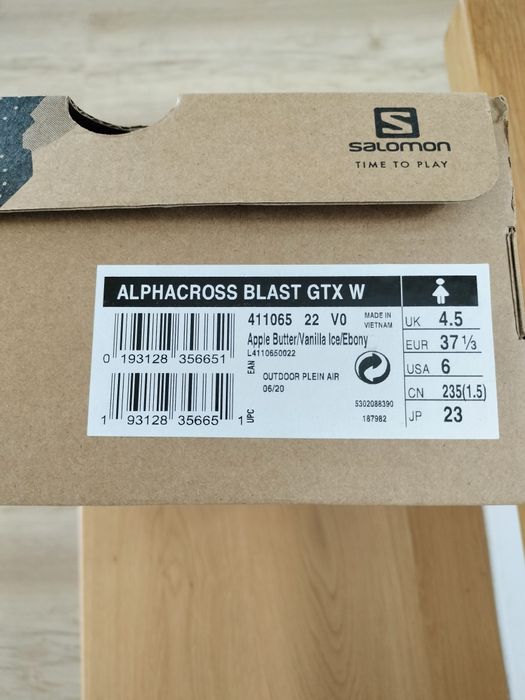 S
SALOMON
TIME TO PLAY
ALPHACROSS BLAST GTX W
411065 22 V0
MADE IN
VIETNAM
Apple Butter/Vanilla Ice/Ebony
L4110650022
0 193128 356651
EAN
OUTDOOR PLEIN AIR
06/20
1 93128 35665 1
UPC
5302088390
187982
UK 4.5
EUR 37 1/3
USA 6
CN 235(1.5)
JP 23